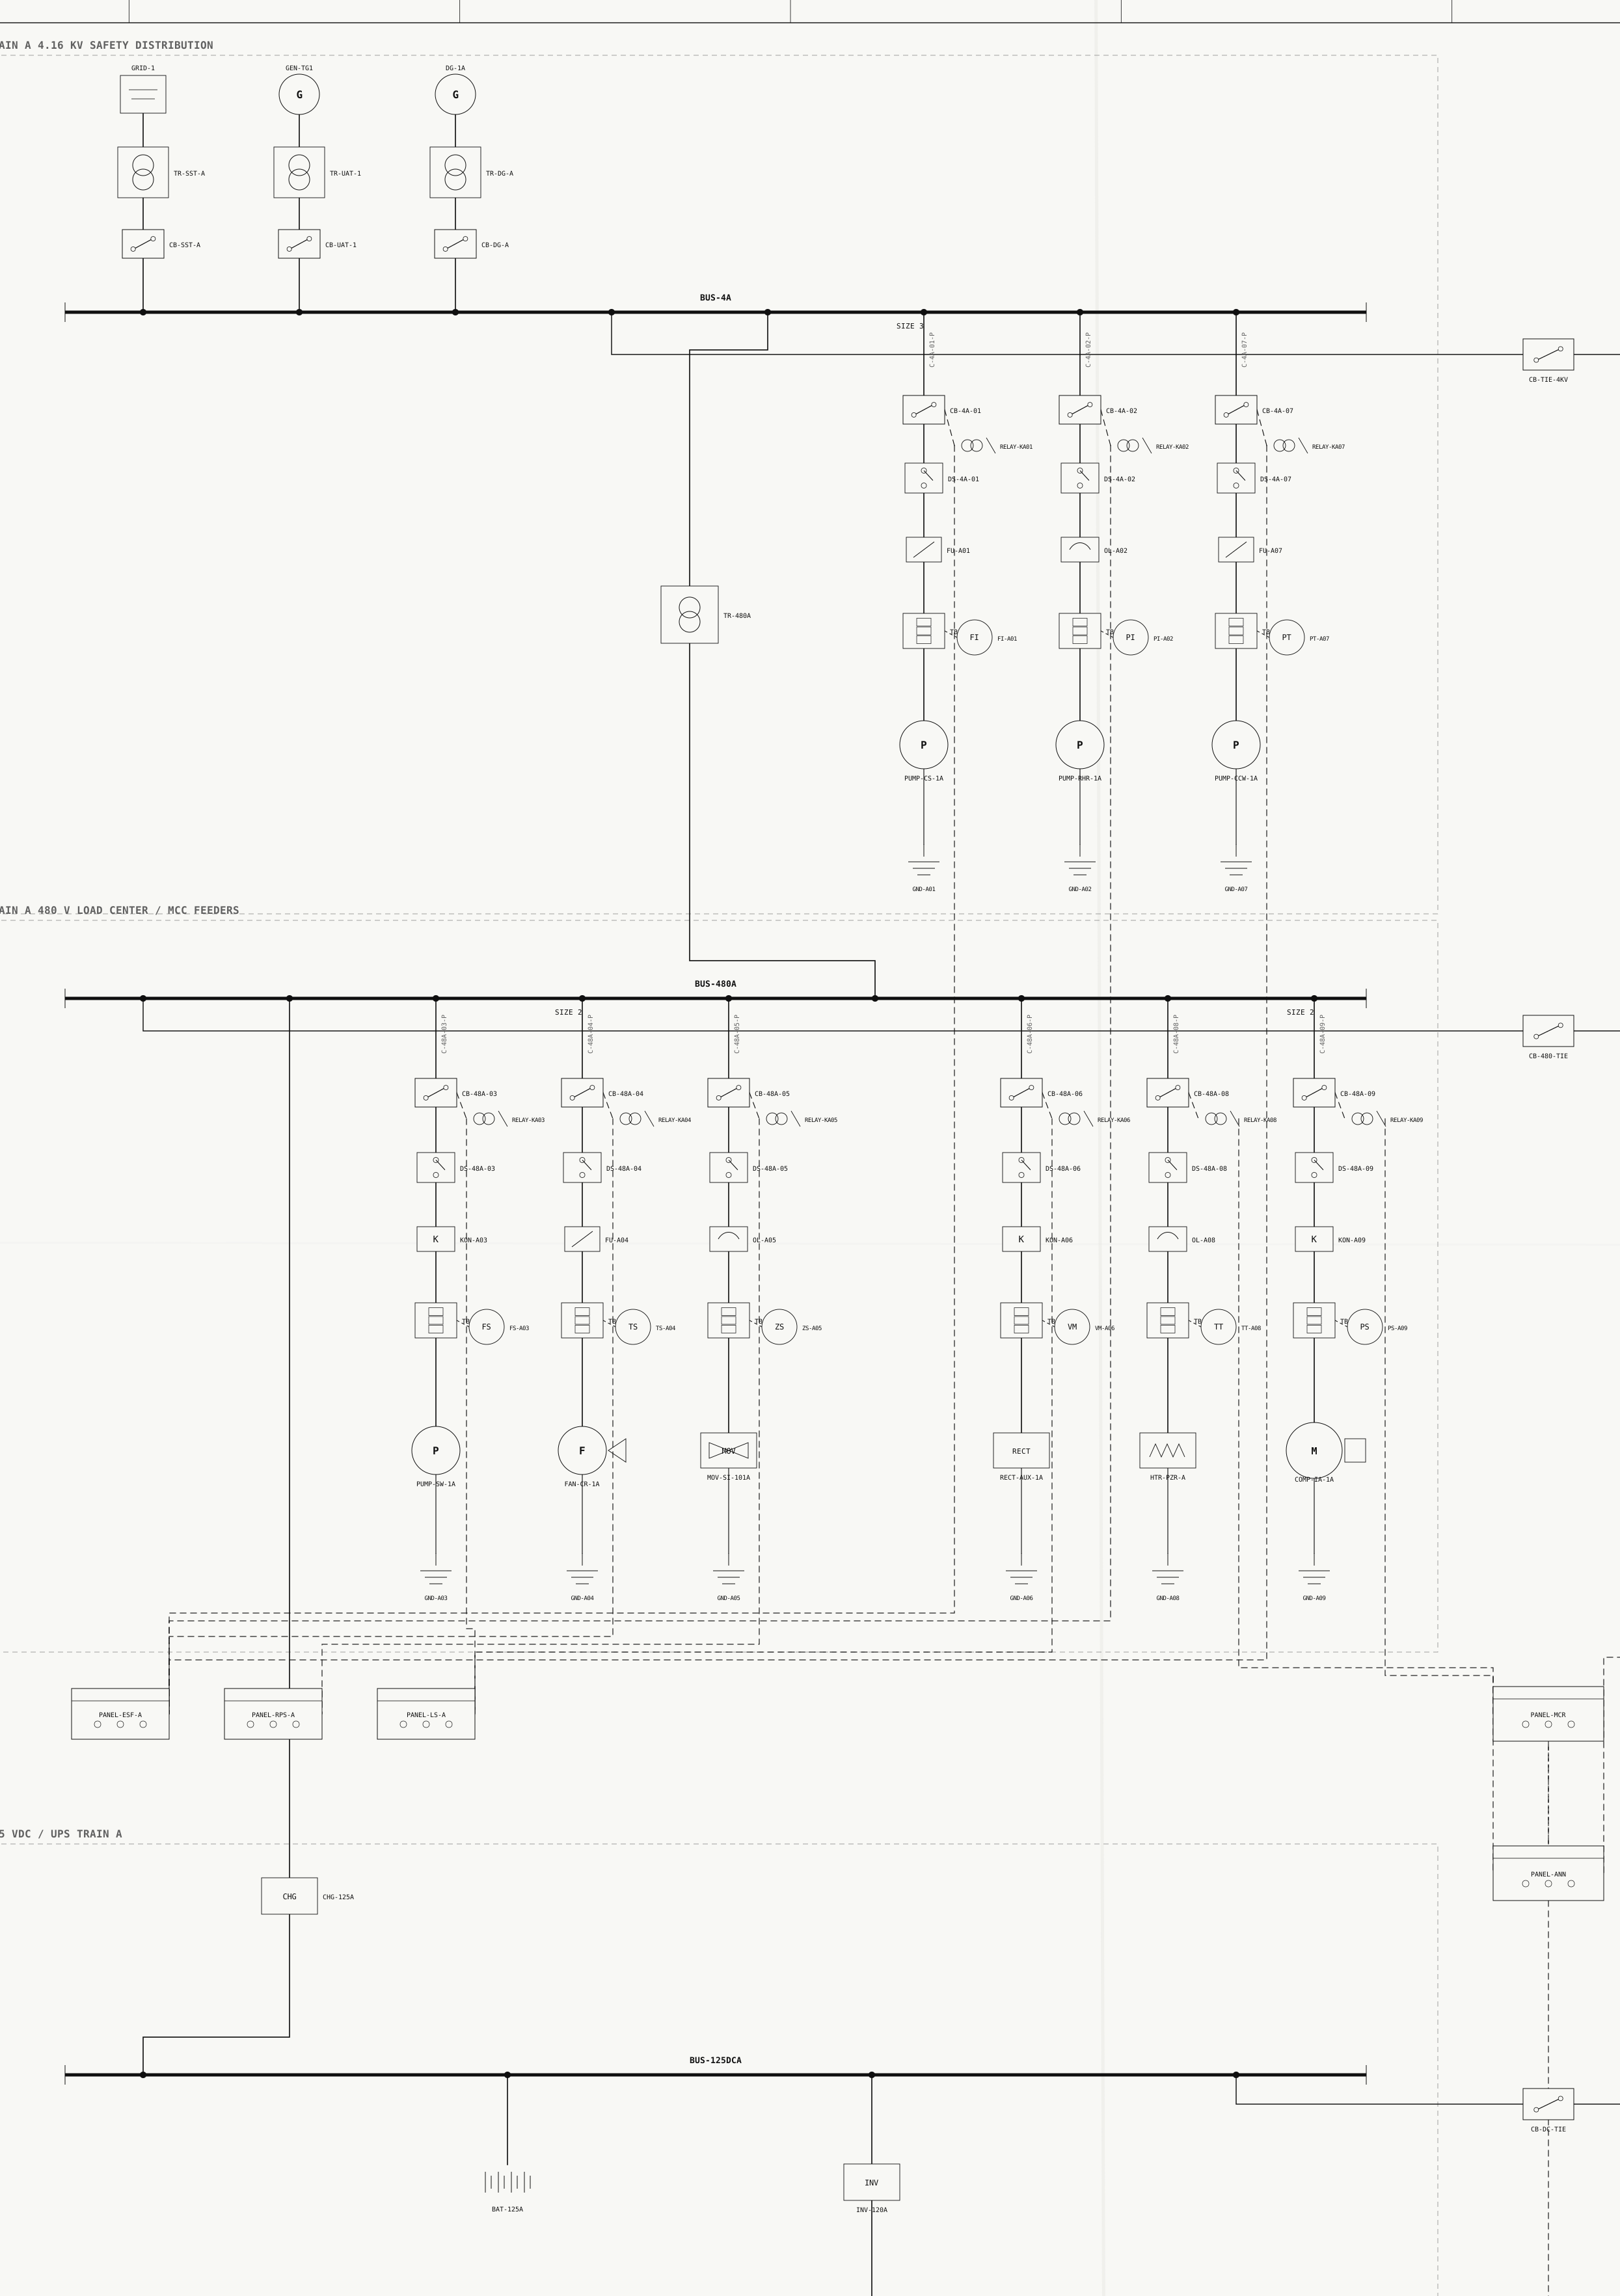 AIN A 4.16 KV SAFETY DISTRIBUTION
GRID-1
GEN-TG1
DG-1A
G
G
TR-SST-A
TR-UAT-1
TR-DG-A
CB-SST-A
CB-UAT-1
CB-DG-A
BUS-4A
SIZE 3
C-4A-01-P
C-4A-02-P
C-4A-07-P
CB-TIE-4KV
CB-4A-01
CB-4A-02
CB-4A-07
RELAY-KA01
RELAY-KA02
RELAY-KA07
DS-4A-01
DS-4A-02
DS-4A-07
FU-A01
OL-A02
FU-A07
TR-480A
FI
FI-A01
PI
PI-A02
PT
PT-A07
P
P
P
PUMP-CS-1A
PUMP-RHR-1A
PUMP-CCW-1A
GND-A01
GND-A02
GND-A07
AIN A 480 V LOAD CENTER / MCC FEEDERS
BUS-480A
SIZE 2
SIZE 2
C-48A-03-P
C-48A-04-P
C-48A-05-P
C-48A-06-P
C-48A-08-P
C-48A-09-P
CB-480-TIE
CB-48A-03
CB-48A-04
CB-48A-05
CB-48A-06
CB-48A-08
CB-48A-09
RELAY-KA03
RELAY-KA04
RELAY-KA05
RELAY-KA06
RELAY-KA08
RELAY-KA09
DS-48A-03
DS-48A-04
DS-48A-05
DS-48A-06
DS-48A-08
DS-48A-09
K
KON-A03
FU-A04
OL-A05
K
KON-A06
OL-A08
K
KON-A09
FS
FS-A03
TS
TS-A04
ZS
ZS-A05
VM
VM-A06
TT
TT-A08
PS
PS-A09
P
F
MOV
RECT
M
PUMP-SW-1A
FAN-CR-1A
MOV-SI-101A
RECT-AUX-1A
HTR-PZR-A
COMP-IA-1A
GND-A03
GND-A04
GND-A05
GND-A06
GND-A08
GND-A09
PANEL-ESF-A
PANEL-RPS-A
PANEL-LS-A
PANEL-MCR
5 VDC / UPS TRAIN A
PANEL-ANN
CHG
CHG-125A
BUS-125DCA
CB-DC-TIE
INV
BAT-125A
INV-120A